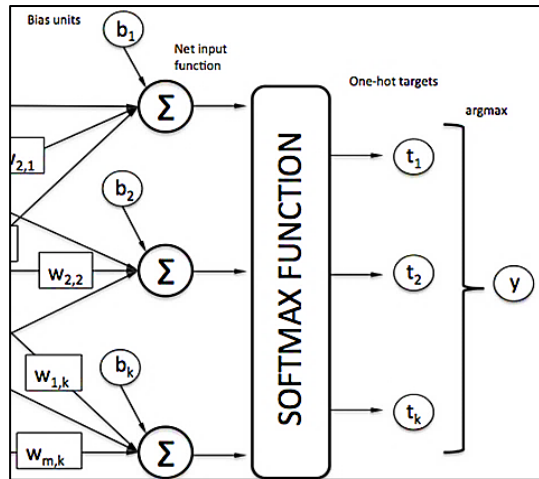 Bias units
b1
Net input
function
Σ
One-hot targets
argmax
w2,1
t1
b2
Σ
w2,2
SOFTMAX FUNCTION
t2
y
bk
w1,k
tk
Σ
wm,k